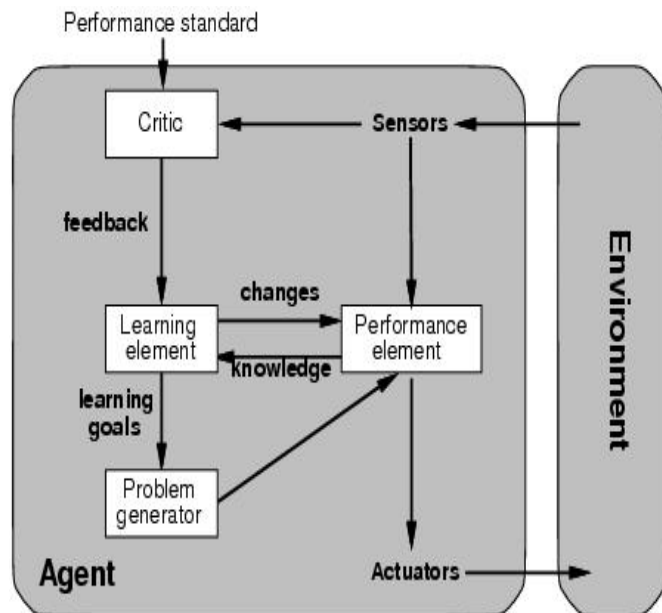 Performance standard
Critic
Sensors
feedback
changes
Learning
element
Performance
element
knowledge
learning
goals
Problem
generator
Agent
Actuators
Environment